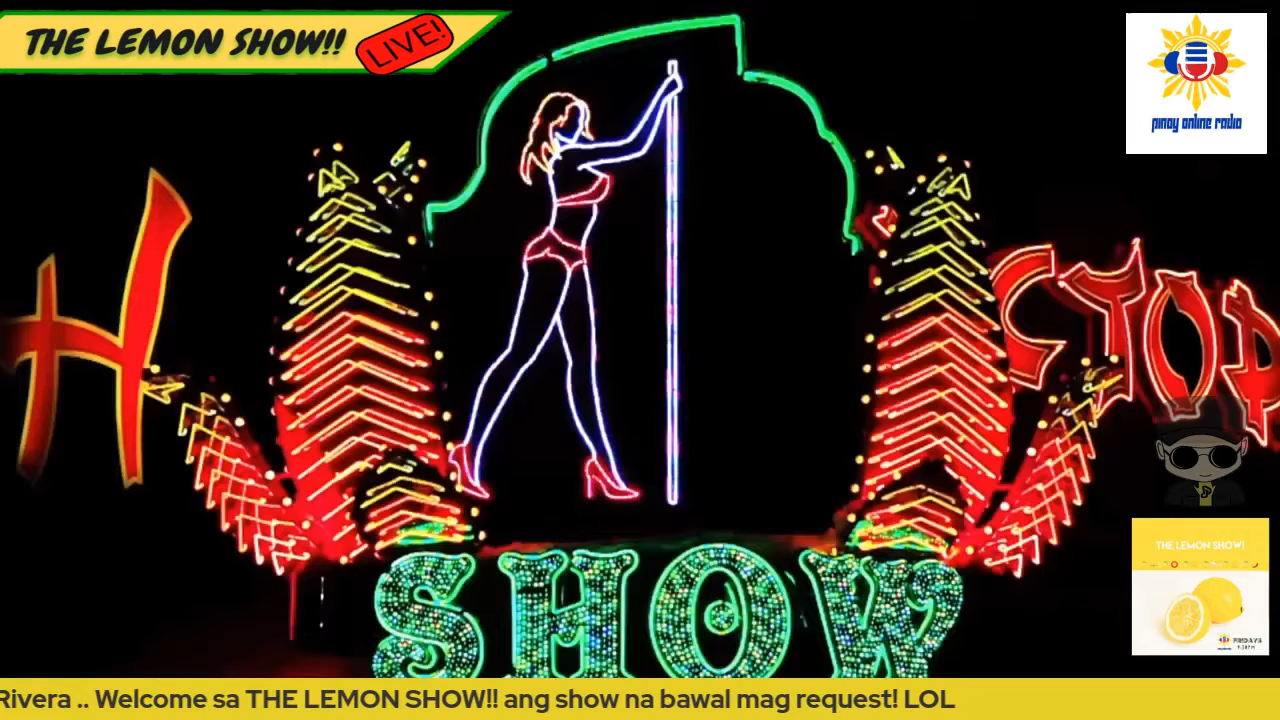 THE LEMON SHOW!!
LIVE!
pinoy online radio
H
STOP
SHOW
THE LEMON SHOW!
FRIDAYS
Rivera .. Welcome sa THE LEMON SHOW!! ang show na bawal mag request! LOL